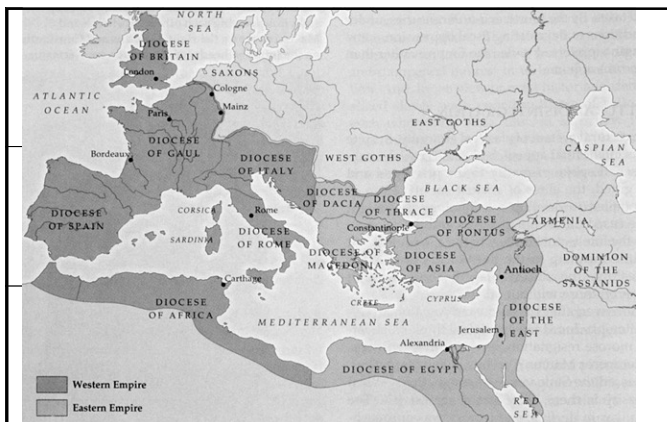 NORTH
SEA
DIOCESE
OF BRITAIN
London
SAXONS
Cologne
Mainz
ATLANTIC
OCEAN
Paris
DIOCESE
OF GAUL
Bordeaux
EAST GOTHS
WEST GOTHS
CASPIAN
SEA
DIOCESE
OF ITALY
DIOCESE
OF DACIA
BLACK SEA
DIOCESE
OF THRACE
Constantinople
DIOCESE OF
PONTUS
ARMENIA
DIOCESE
OF SPAIN
CORSICA
SARDINIA
Rome
DIOCESE
OF ROME
DIOCESE OF
MACEDONIA
DIOCESE
OF ASIA
DOMINION
OF THE
SASSANIDS
Antioch
Carthage
DIOCESE
OF AFRICA
CRETE
CYPRUS
DIOCESE
OF THE
EAST
MEDITERRANEAN SEA
Jerusalem
Alexandria
DIOCESE OF EGYPT
RED
SEA
Western Empire
Eastern Empire